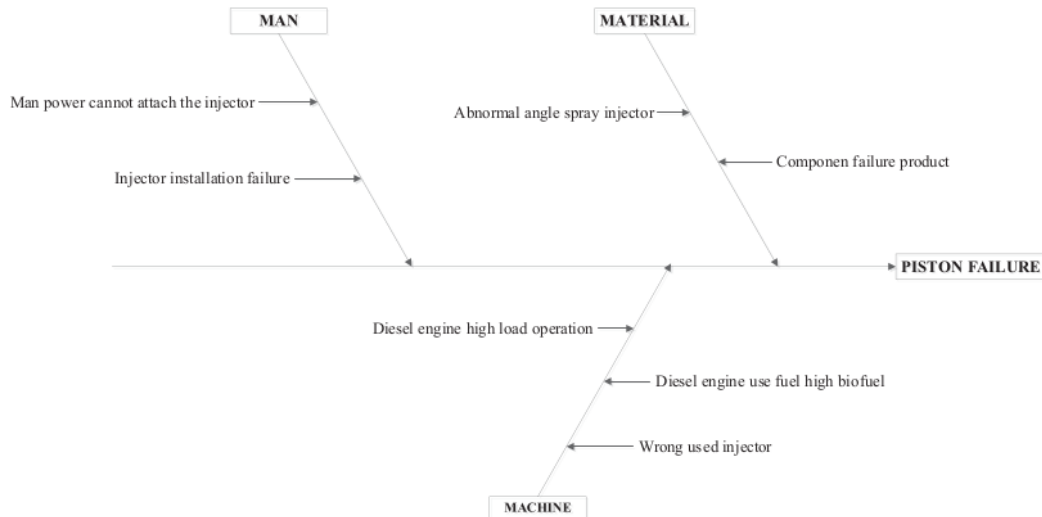 MAN
MATERIAL
Man power cannot attach the injector
Abnormal angle spray injector
Componen failure product
Injector installation failure
PISTON FAILURE
Diesel engine high load operation
Diesel engine use fuel high biofuel
Wrong used injector
MACHINE